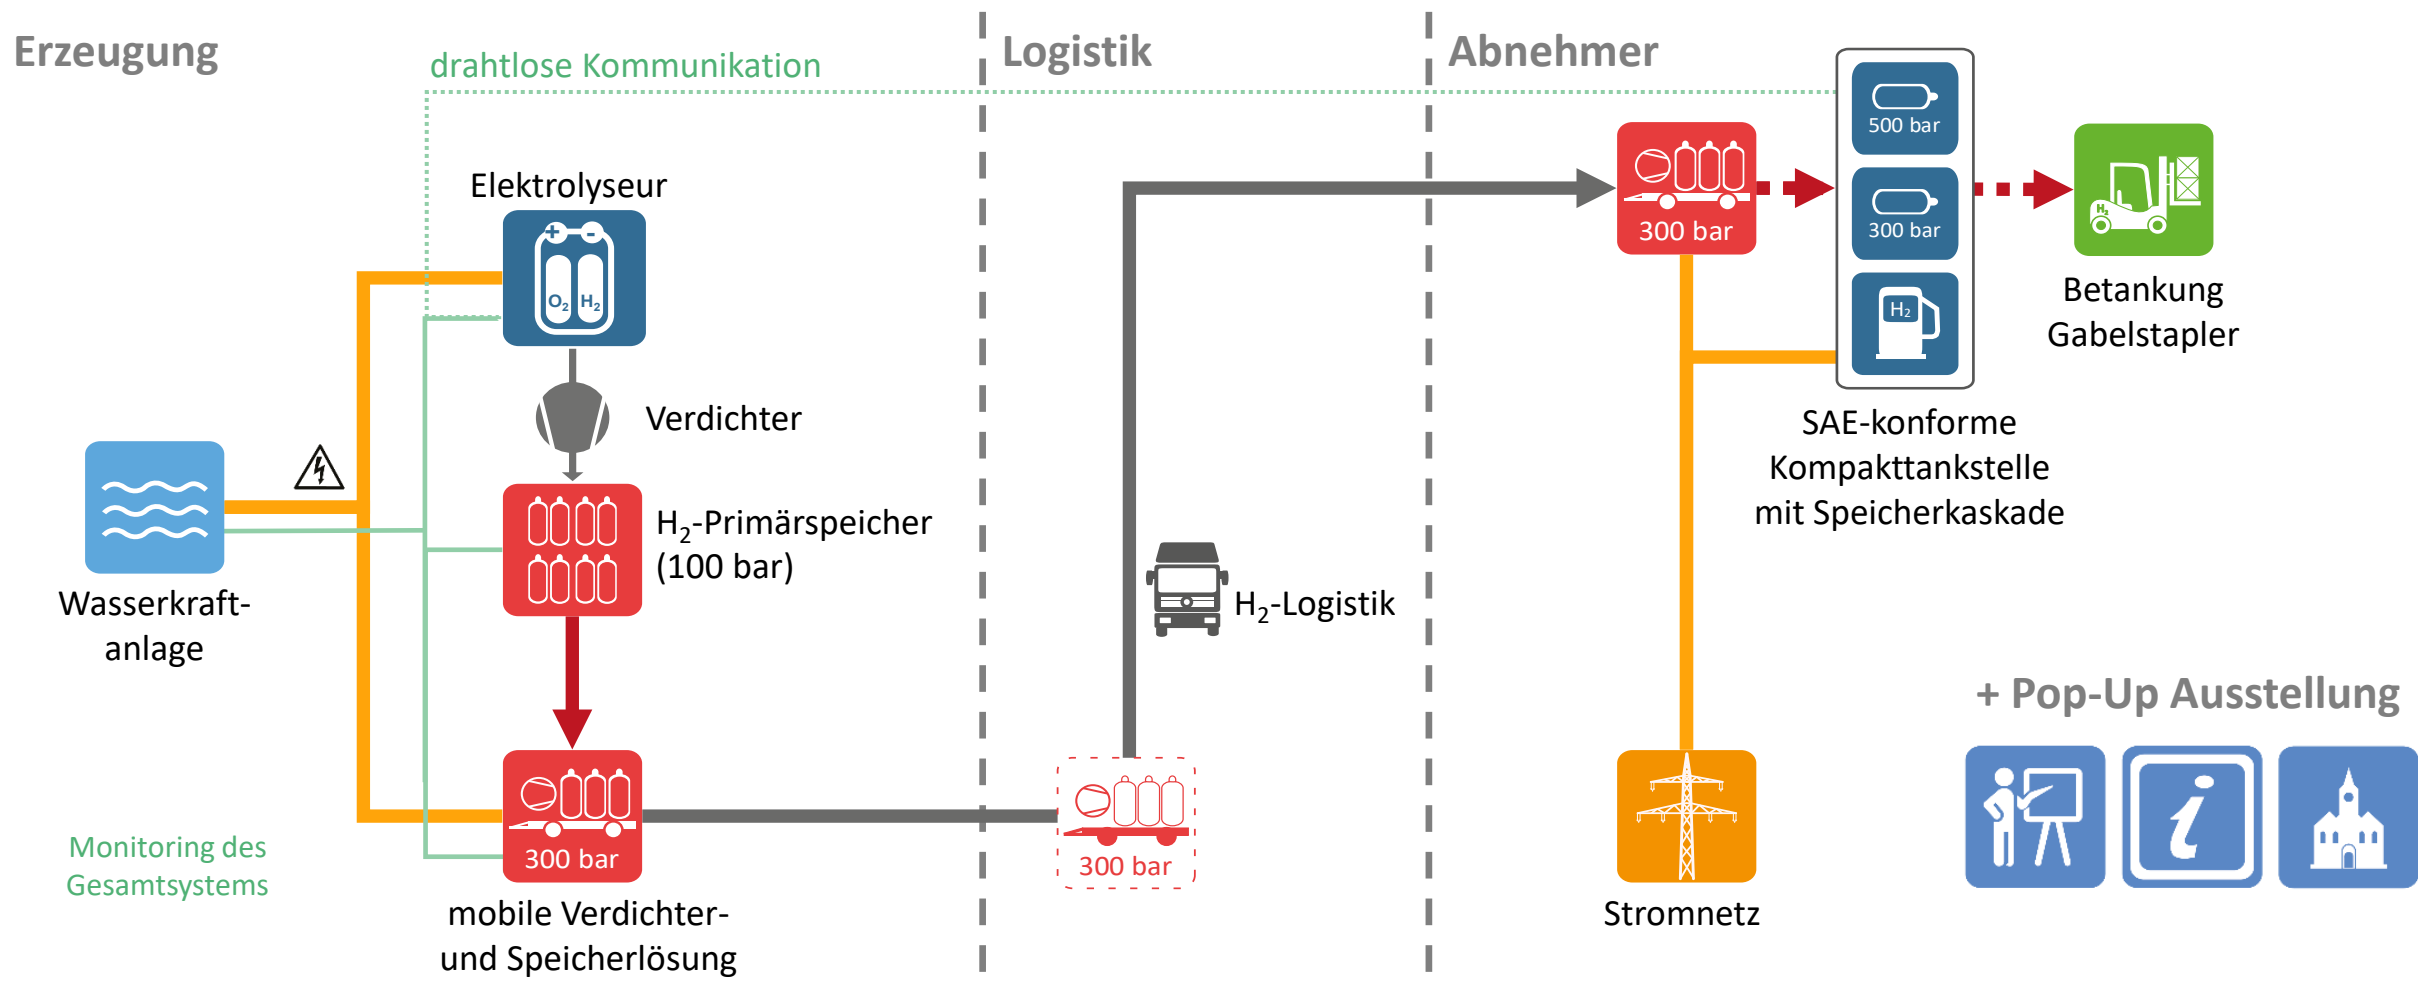 Erzeugung
drahtlose Kommunikation
Elektrolyseur
+ -
O₂ H₂
Verdichter
H₂-Primärspeicher
(100 bar)
Wasserkraft-
anlage
Monitoring des
Gesamtsystems
300 bar
mobile Verdichter-
und Speicherlösung
Logistik
H₂-Logistik
300 bar
Abnehmer
300 bar
500 bar
300 bar
H₂
H₂
Betankung
Gabelstapler
SAE-konforme
Kompakttankstelle
mit Speicherkaskade
Stromnetz
+ Pop-Up Ausstellung
i